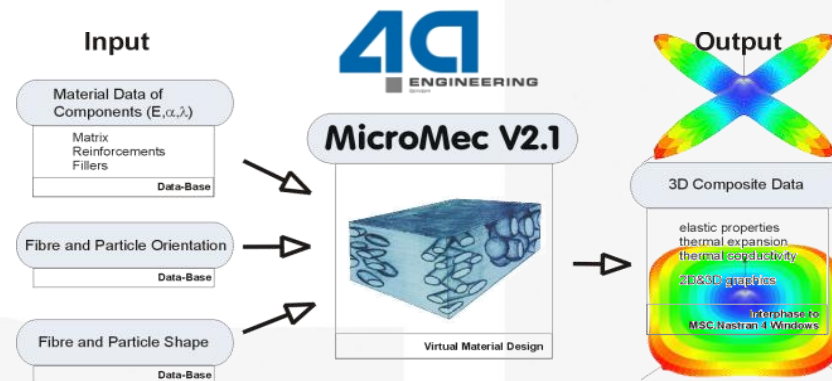 Input
Material Data of
Components (E,α,λ)
Matrix
Reinforcements
Fillers
Data-Base
Fibre and Particle Orientation
Data-Base
Fibre and Particle Shape
Data-Base
4a
ENGINEERING
GmbH
MicroMec V2.1
Virtual Material Design
Output
3D Composite Data
elastic properties
thermal expansion
thermal conductivity
2D&3D graphics
Interphase to
MSC.Nastran 4 Windows